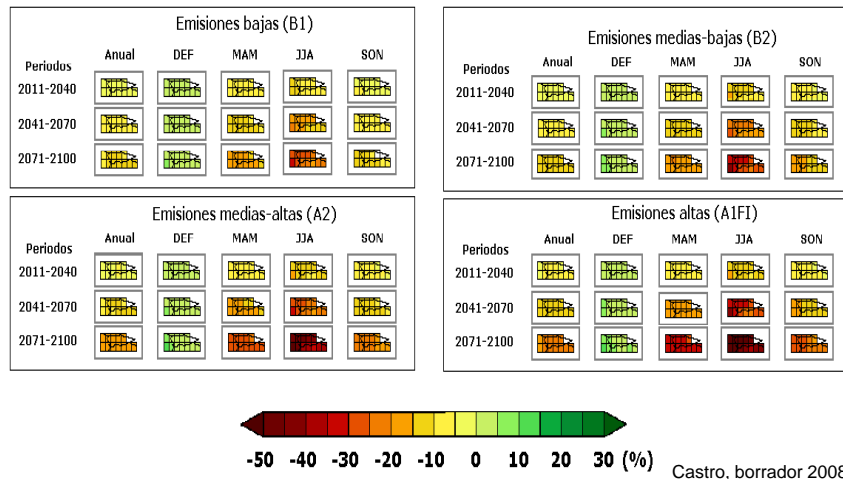 Emisiones bajas (B1)
Periodos Anual DEF MAM JJA SON
2011-2040
2041-2070
2071-2100
Emisiones medias-bajas (B2)
Periodos Anual DEF MAM JJA SON
2011-2040
2041-2070
2071-2100
Emisiones medias-altas (A2)
Periodos Anual DEF MAM JJA SON
2011-2040
2041-2070
2071-2100
Emisiones altas (A1FI)
Periodos Anual DEF MAM JJA SON
2011-2040
2041-2070
2071-2100
-50 -40 -30 -20 -10 0 10 20 30 (%)
Castro, borrador 2008